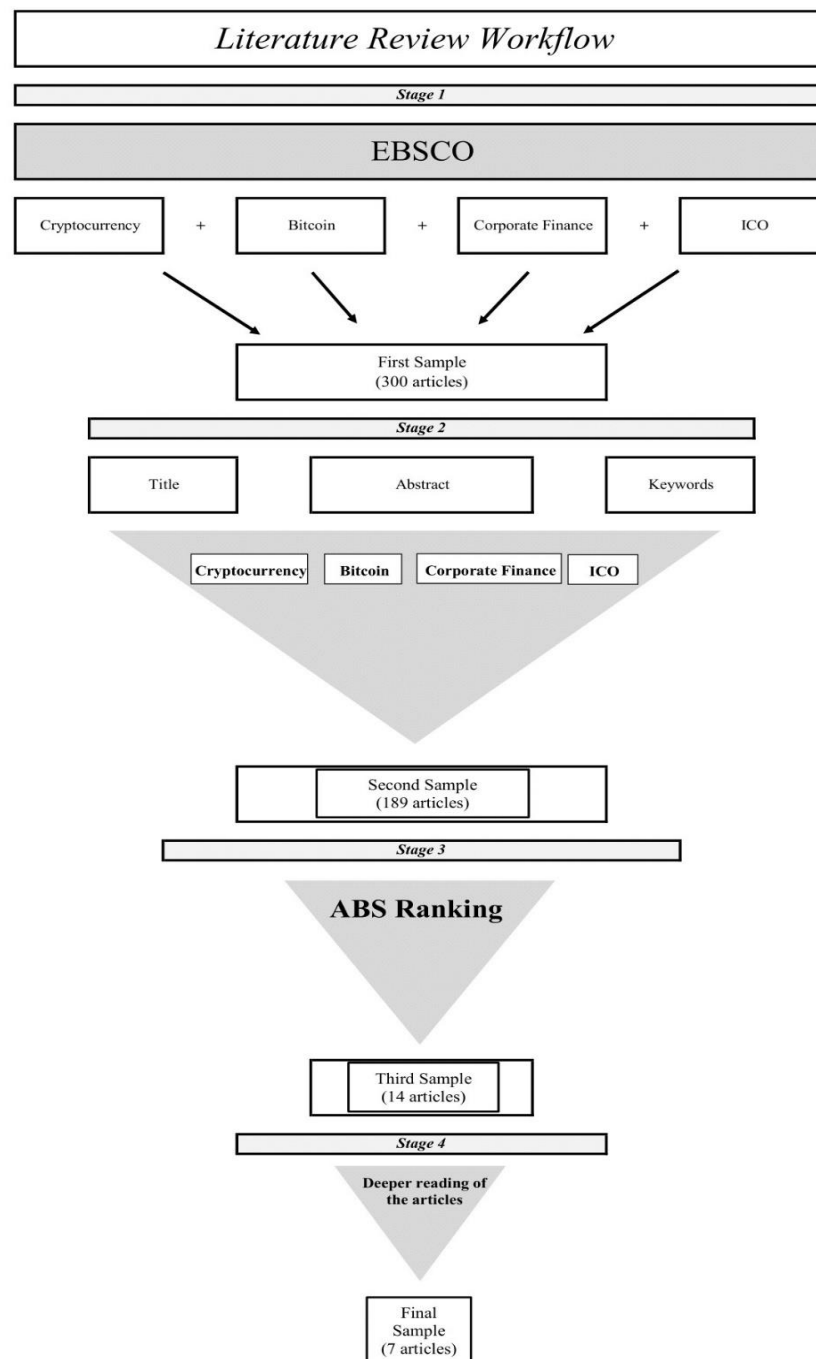 Literature Review Workflow
Stage 1
EBSCO
Cryptocurrency + Bitcoin + Corporate Finance + ICO
First Sample
(300 articles)
Stage 2
Title Abstract Keywords
Cryptocurrency Bitcoin Corporate Finance ICO
Second Sample
(189 articles)
Stage 3
ABS Ranking
Third Sample
(14 articles)
Stage 4
Deeper reading of
the articles
Final
Sample
(7 articles)